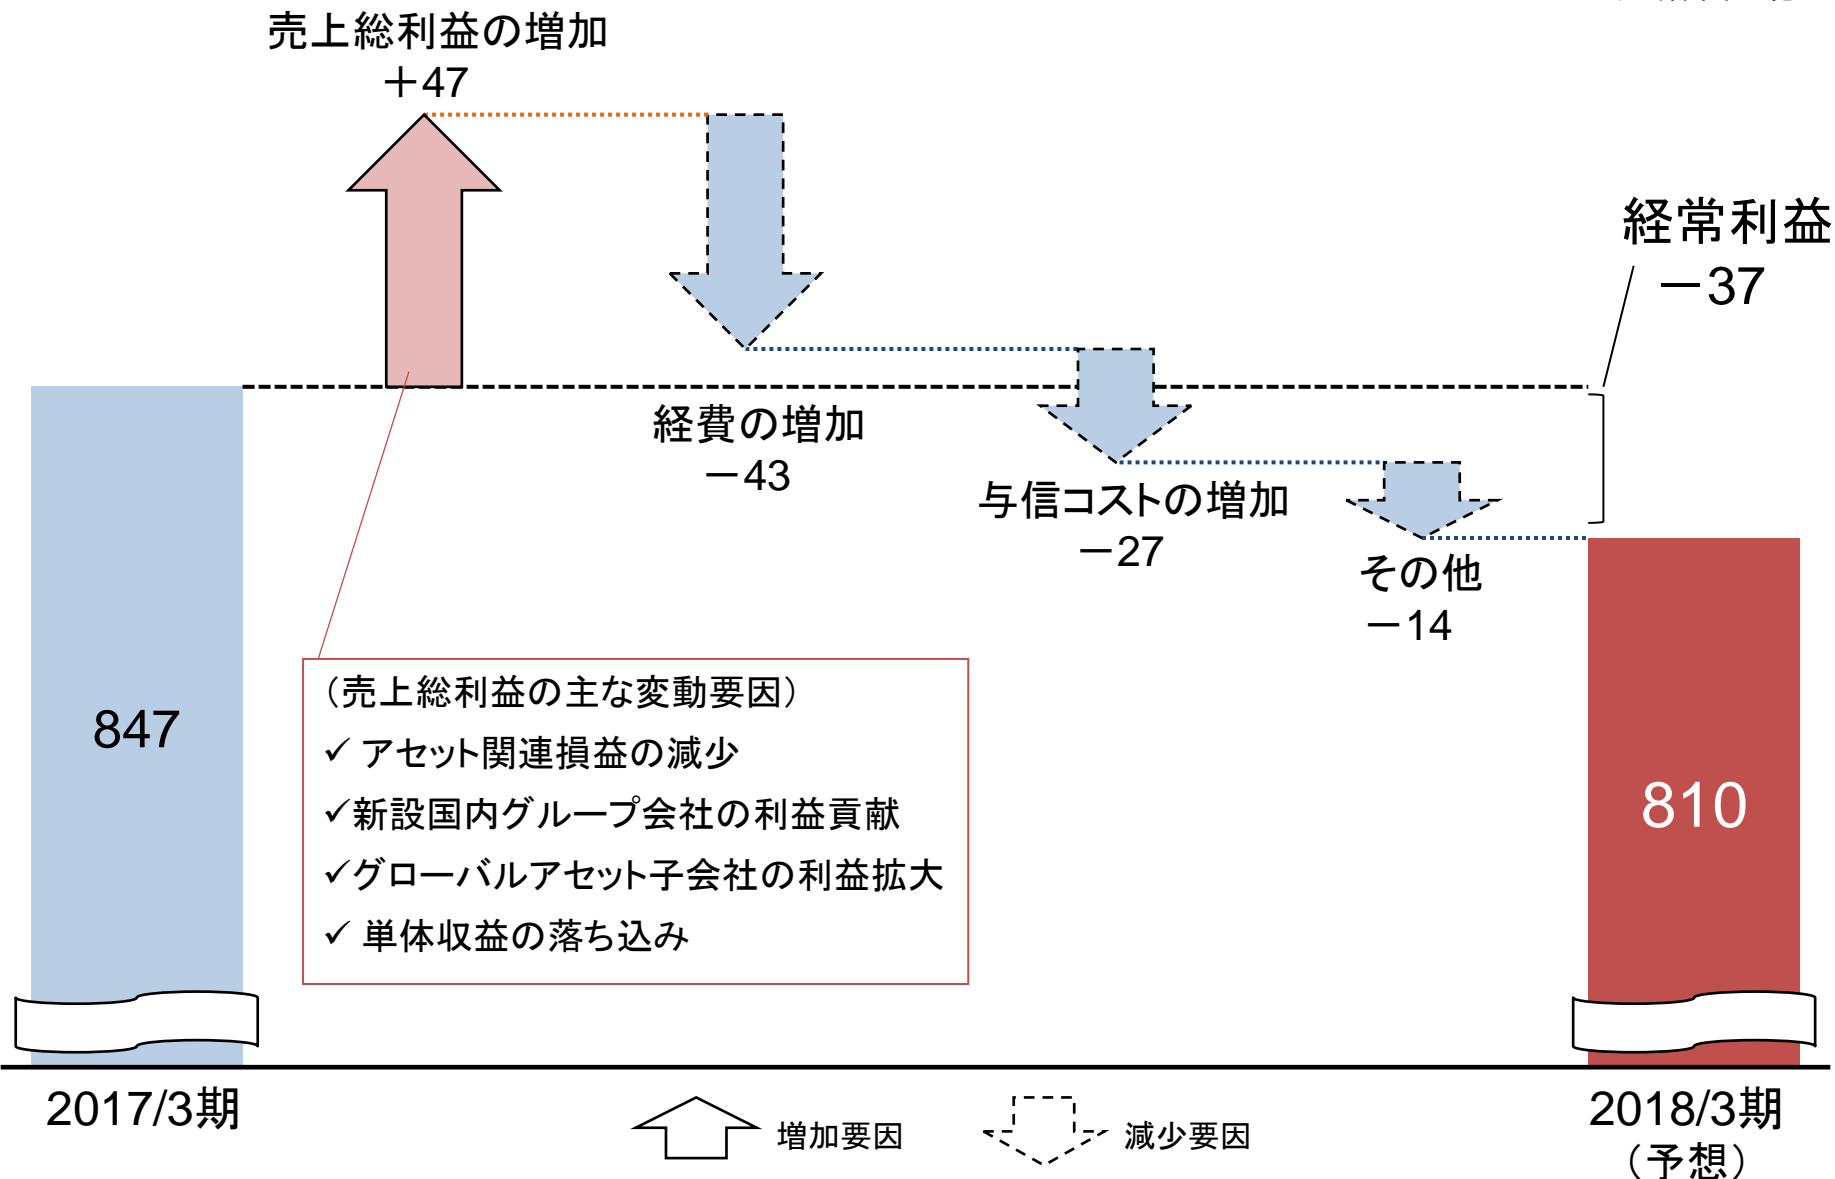 売上総利益の増加
＋47
経常利益
－37
経費の増加
－43
与信コストの増加
－27
その他
－14
（売上総利益の主な変動要因）
✓ アセット関連損益の減少
✓新設国内グループ会社の利益貢献
✓グローバルアセット子会社の利益拡大
✓ 単体収益の落ち込み
847
810
2017/3期
2018/3期
（予想）
増加要因
減少要因